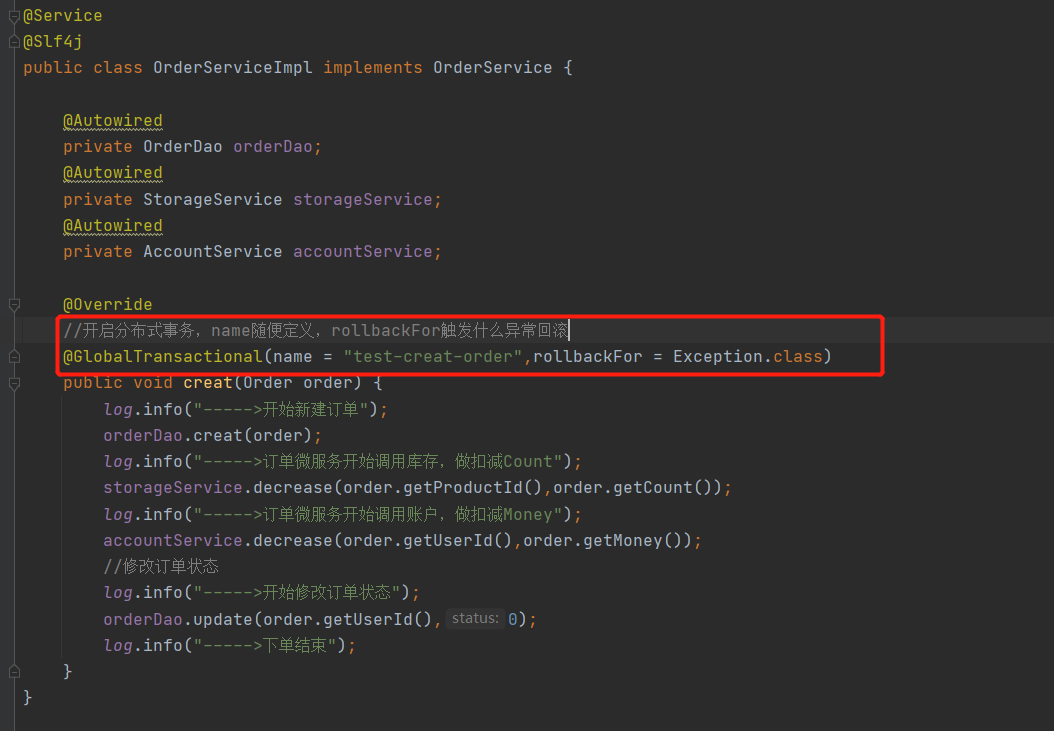 @Service
@Slf4j
public class OrderServiceImpl implements OrderService {
@Autowired
private OrderDao orderDao;
@Autowired
private StorageService storageService;
@Autowired
private AccountService accountService;
@Override
//开启分布式事务，name随便定义，rollbackFor触发什么异常回滚
@GlobalTransactional(name = "test-creat-order",rollbackFor = Exception.class)
public void creat(Order order) {
log.info("----->开始新建订单");
orderDao.creat(order);
log.info("----->订单微服务开始调用库存，做扣减Count");
storageService.decrease(order.getProductId(),order.getCount());
log.info("----->订单微服务开始调用账户，做扣减Money");
accountService.decrease(order.getUserId(),order.getMoney());
//修改订单状态
log.info("----->开始修改订单状态");
orderDao.update(order.getUserId(), status: 0);
log.info("----->下单结束");
}
}